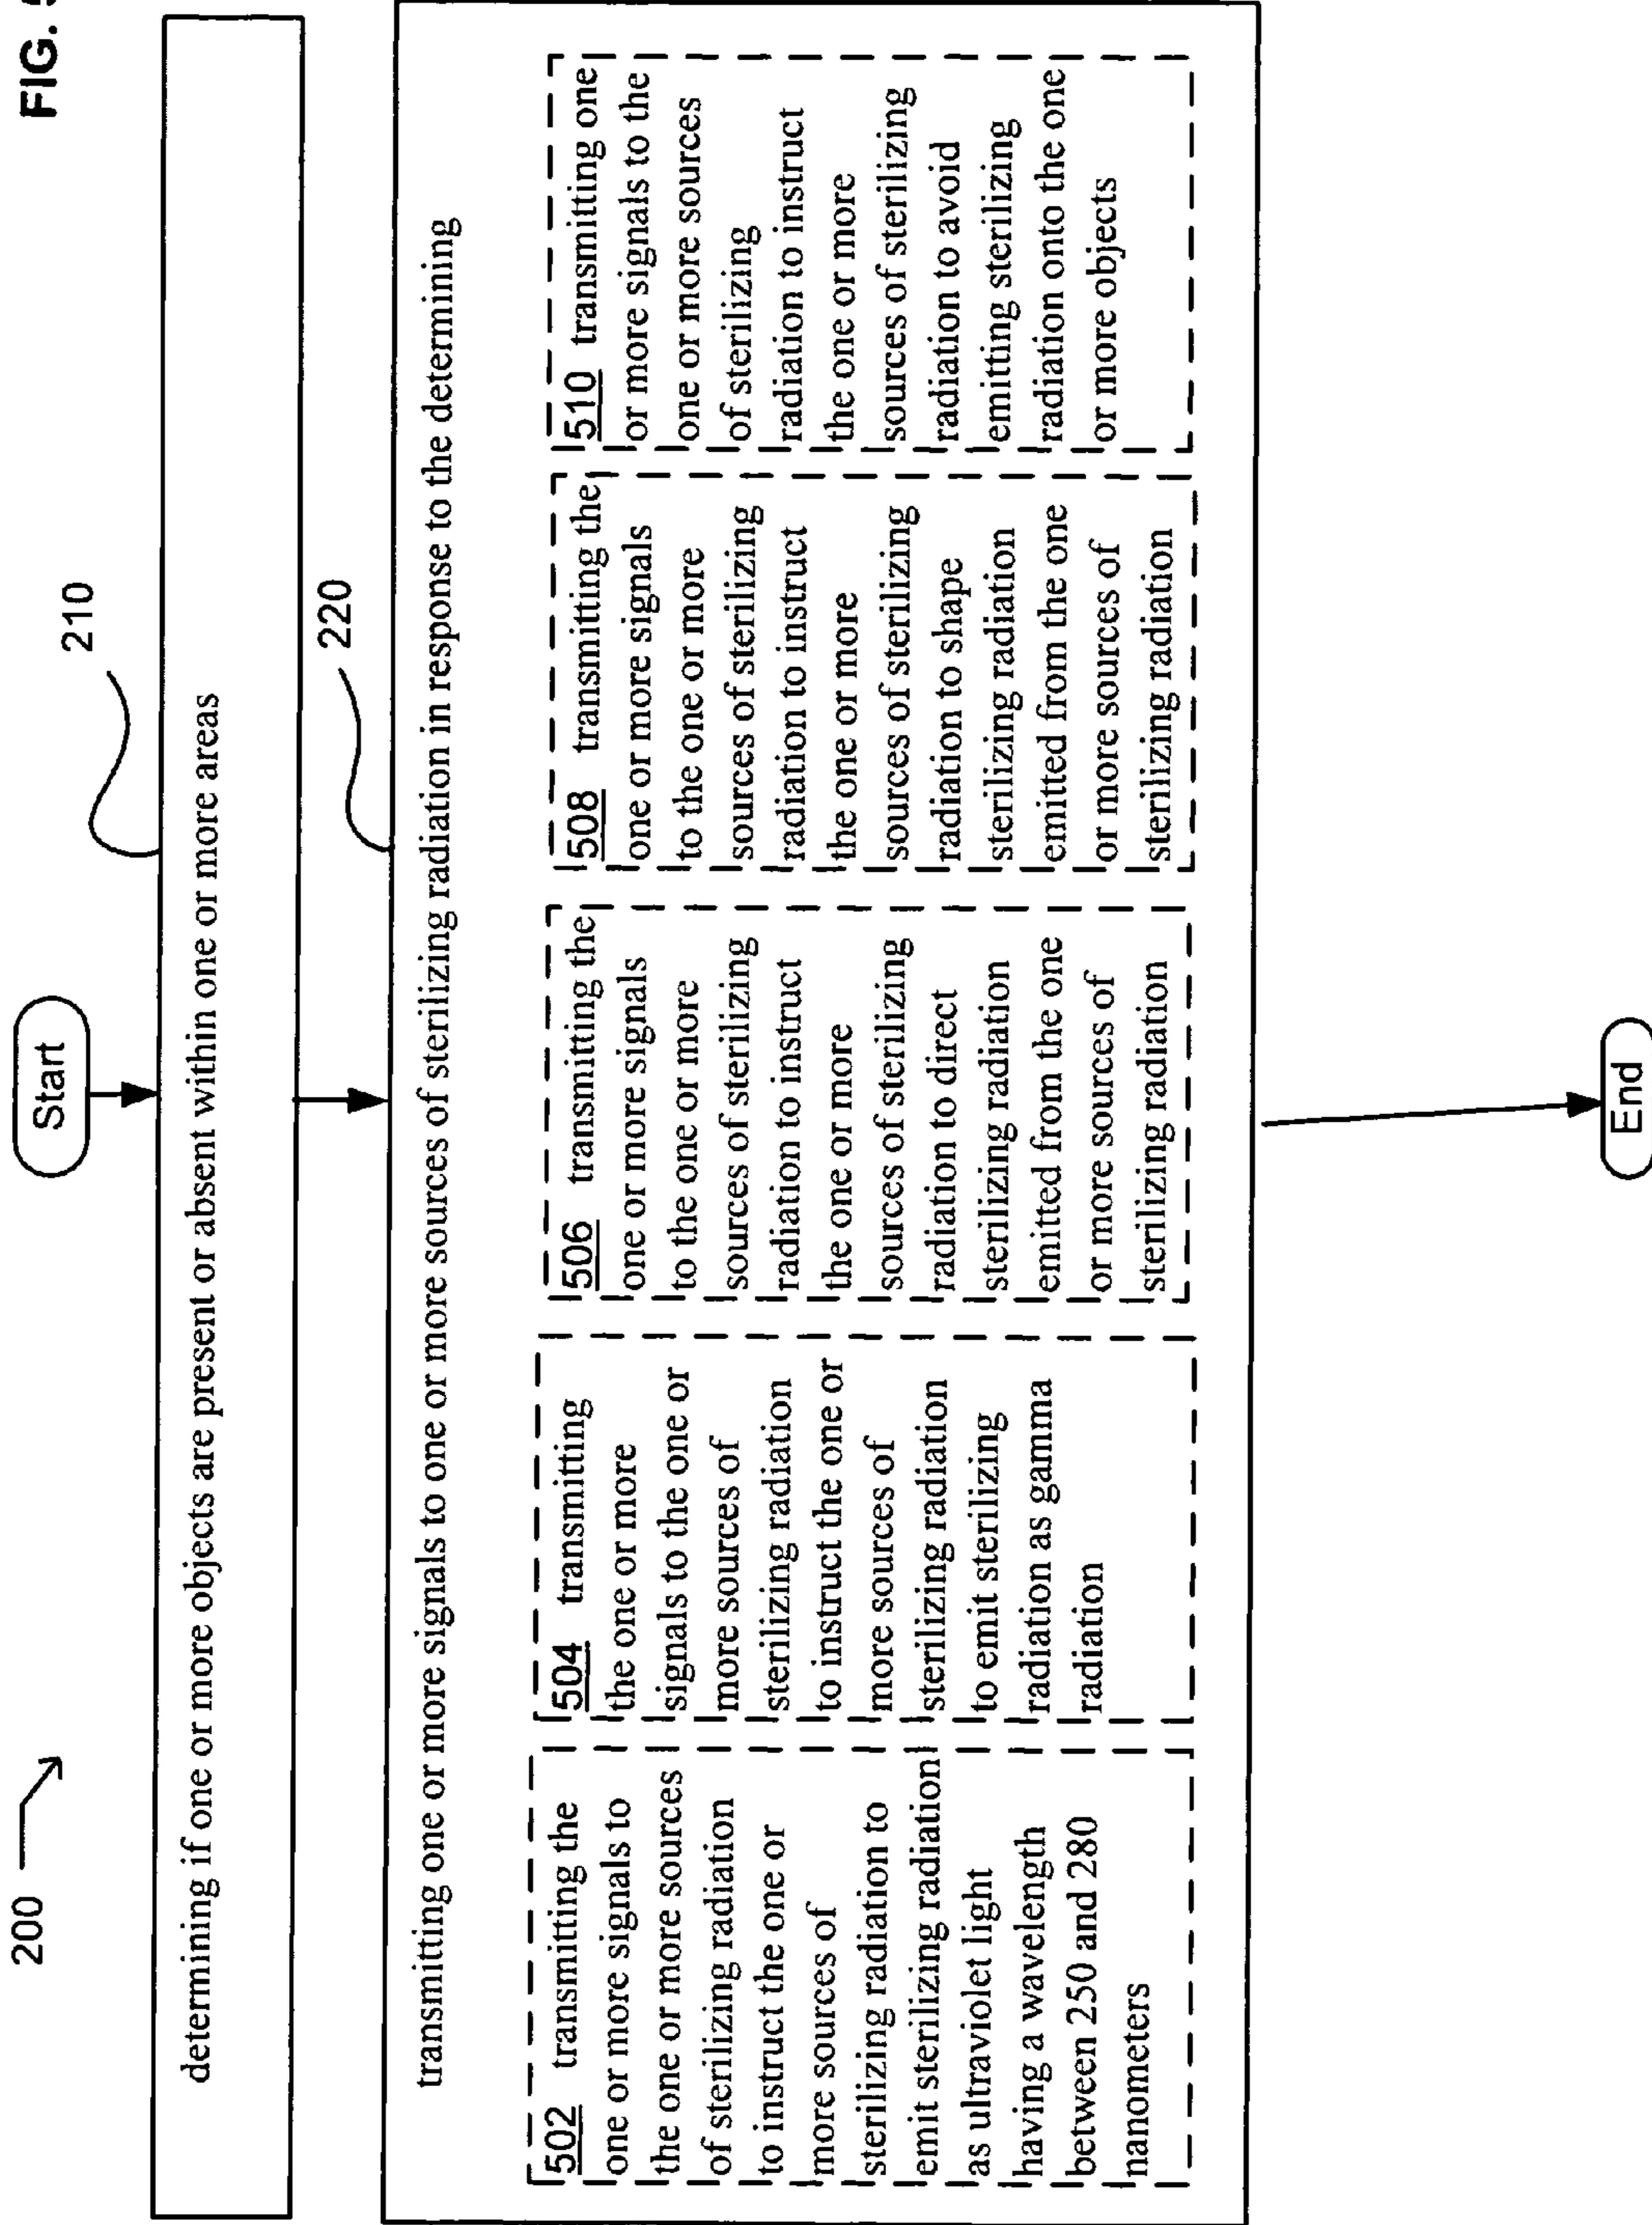 FIG.
200
Start
210
determining if one or more objects are present or absent within one or more areas
220
transmitting one or more signals to one or more sources of sterilizing radiation in response to the determining
502 transmitting the
one or more signals to
the one or more sources
of sterilizing radiation
to instruct the one or
more sources of
sterilizing radiation to
emit sterilizing radiation
as ultraviolet light
having a wavelength
between 250 and 280
nanometers
504 transmitting
the one or more
signals to the one or
more sources of
sterilizing radiation
to instruct the one or
more sources of
sterilizing radiation
to emit sterilizing
radiation as gamma
radiation
506 transmitting the
one or more signals
to the one or more
sources of sterilizing
radiation to instruct
the one or more
sources of sterilizing
radiation to direct
sterilizing radiation
emitted from the one
or more sources of
sterilizing radiation
508 transmitting the
one or more signals
to the one or more
sources of sterilizing
radiation to instruct
the one or more
sources of sterilizing
radiation to shape
sterilizing radiation
emitted from the one
or more sources of
sterilizing radiation
510 transmitting one
or more signals to the
one or more sources
of sterilizing
radiation to instruct
the one or more
sources of sterilizing
radiation to avoid
emitting sterilizing
radiation onto the one
or more objects
End